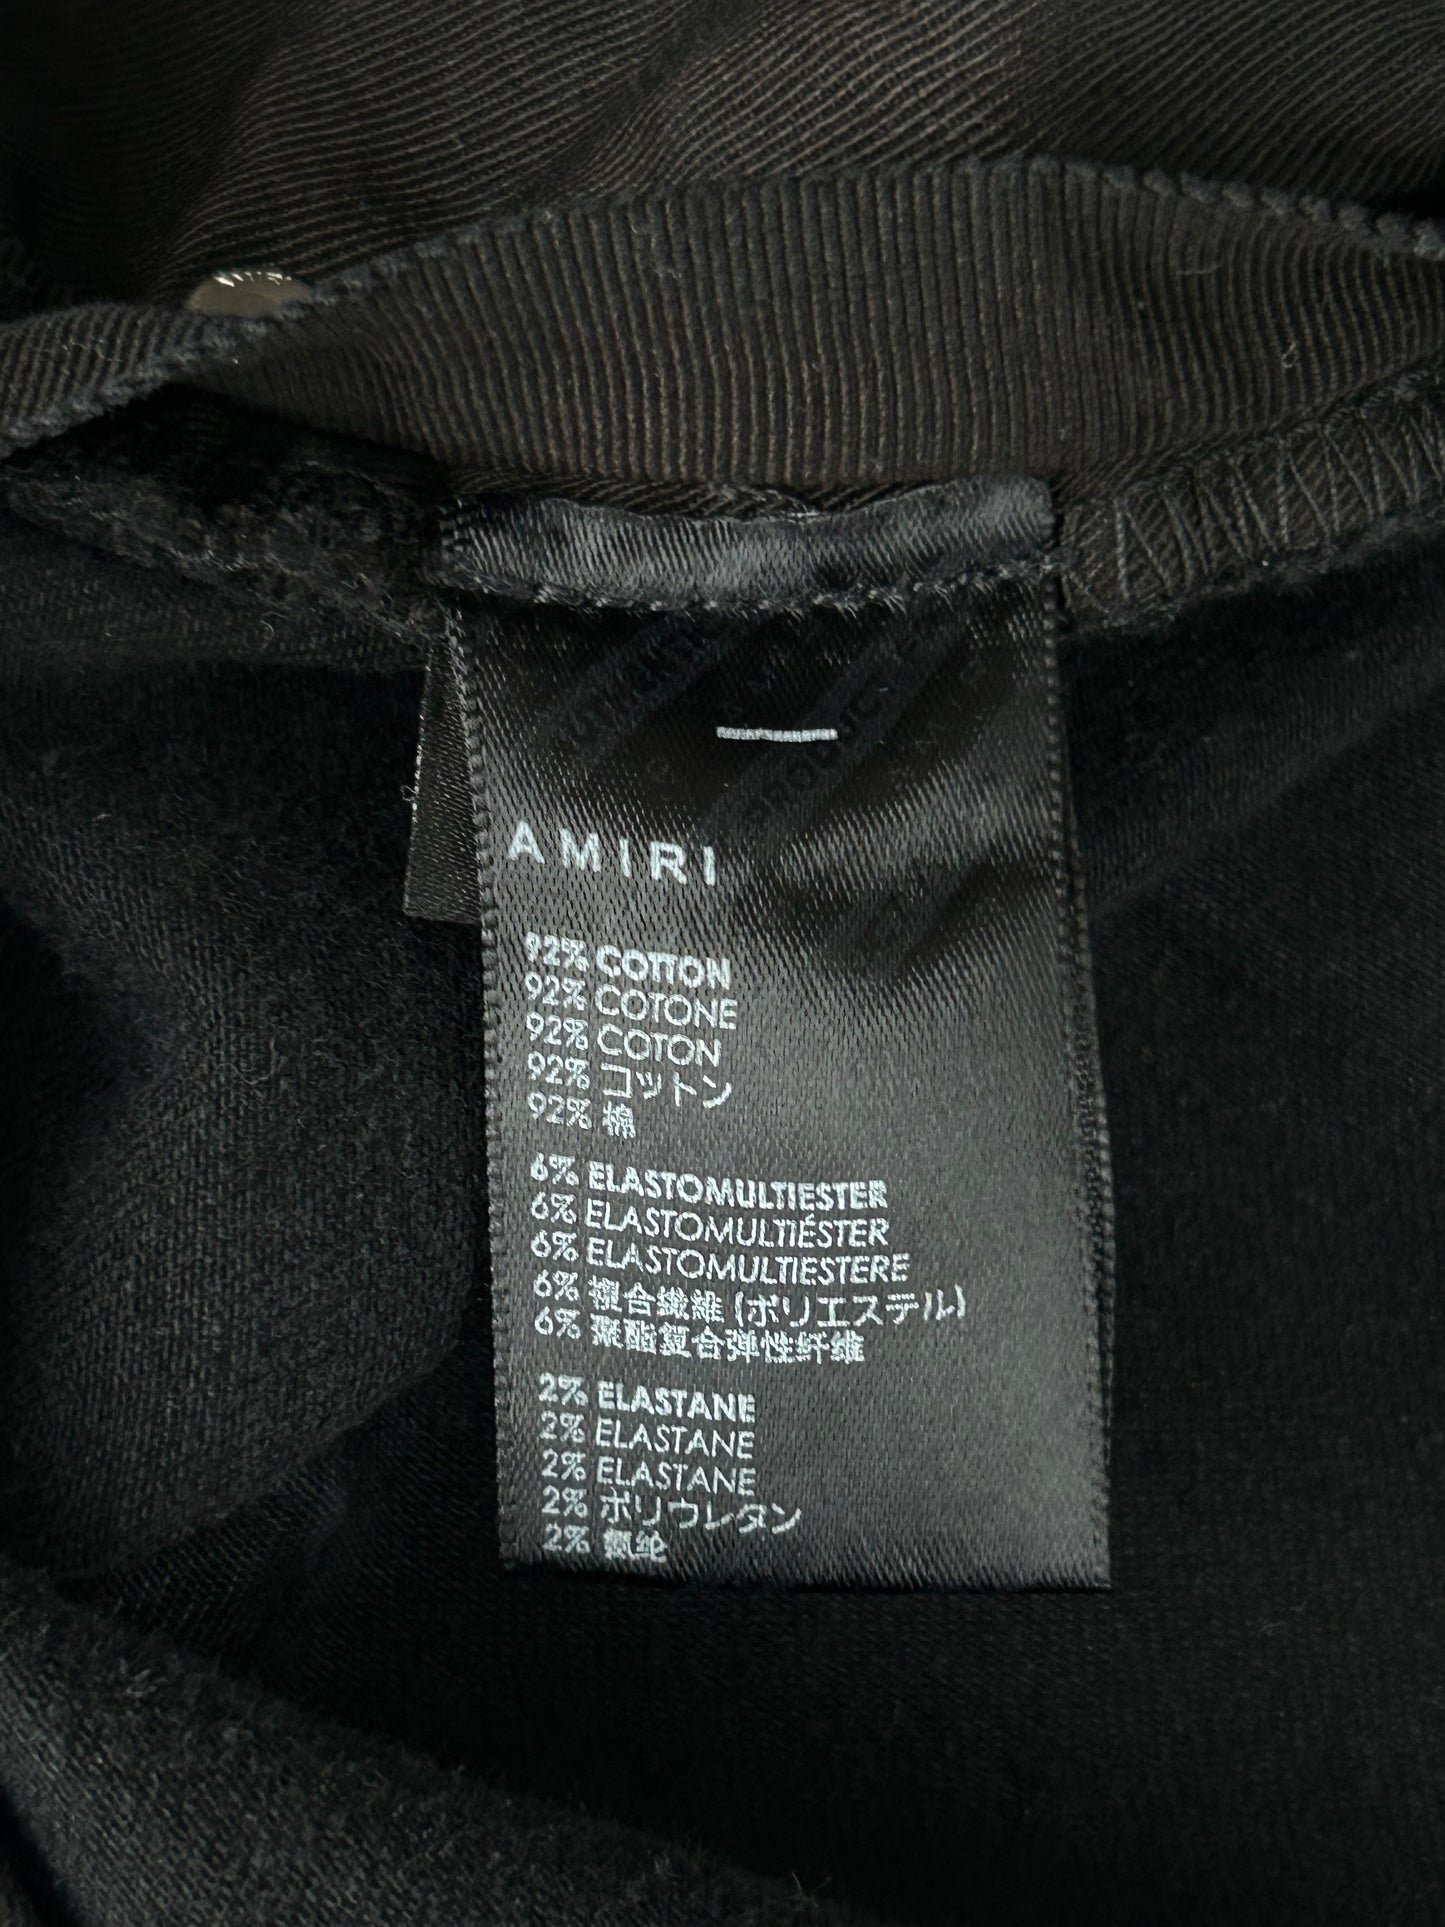 AMIRI
92% COTTON
92% COTONE
92% COTON
92% コットン
92% 棉
6% ELASTOMULTIESTER
6% ELASTOMULTIÉSTER
6% ELASTOMULTIESTERE
6% 複合繊維 (ポリエステル)
6% 聚酯复合弹性纤维
2% ELASTANE
2% ELASTANE
2% ELASTANE
2% ポリウレタン
2% 氨纶